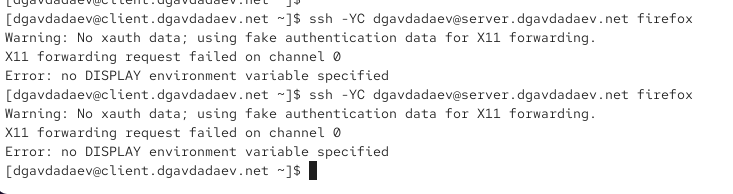 [dgavdadaev@client.dgavdadaev.net ~]$
[dgavdadaev@client.dgavdadaev.net ~]$ ssh -YC dgavdadaev@server.dgavdadaev.net firefox
Warning: No xauth data; using fake authentication data for X11 forwarding.
X11 forwarding request failed on channel 0
Error: no DISPLAY environment variable specified
[dgavdadaev@client.dgavdadaev.net ~]$ ssh -YC dgavdadaev@server.dgavdadaev.net firefox
Warning: No xauth data; using fake authentication data for X11 forwarding.
X11 forwarding request failed on channel 0
Error: no DISPLAY environment variable specified
[dgavdadaev@client.dgavdadaev.net ~]$